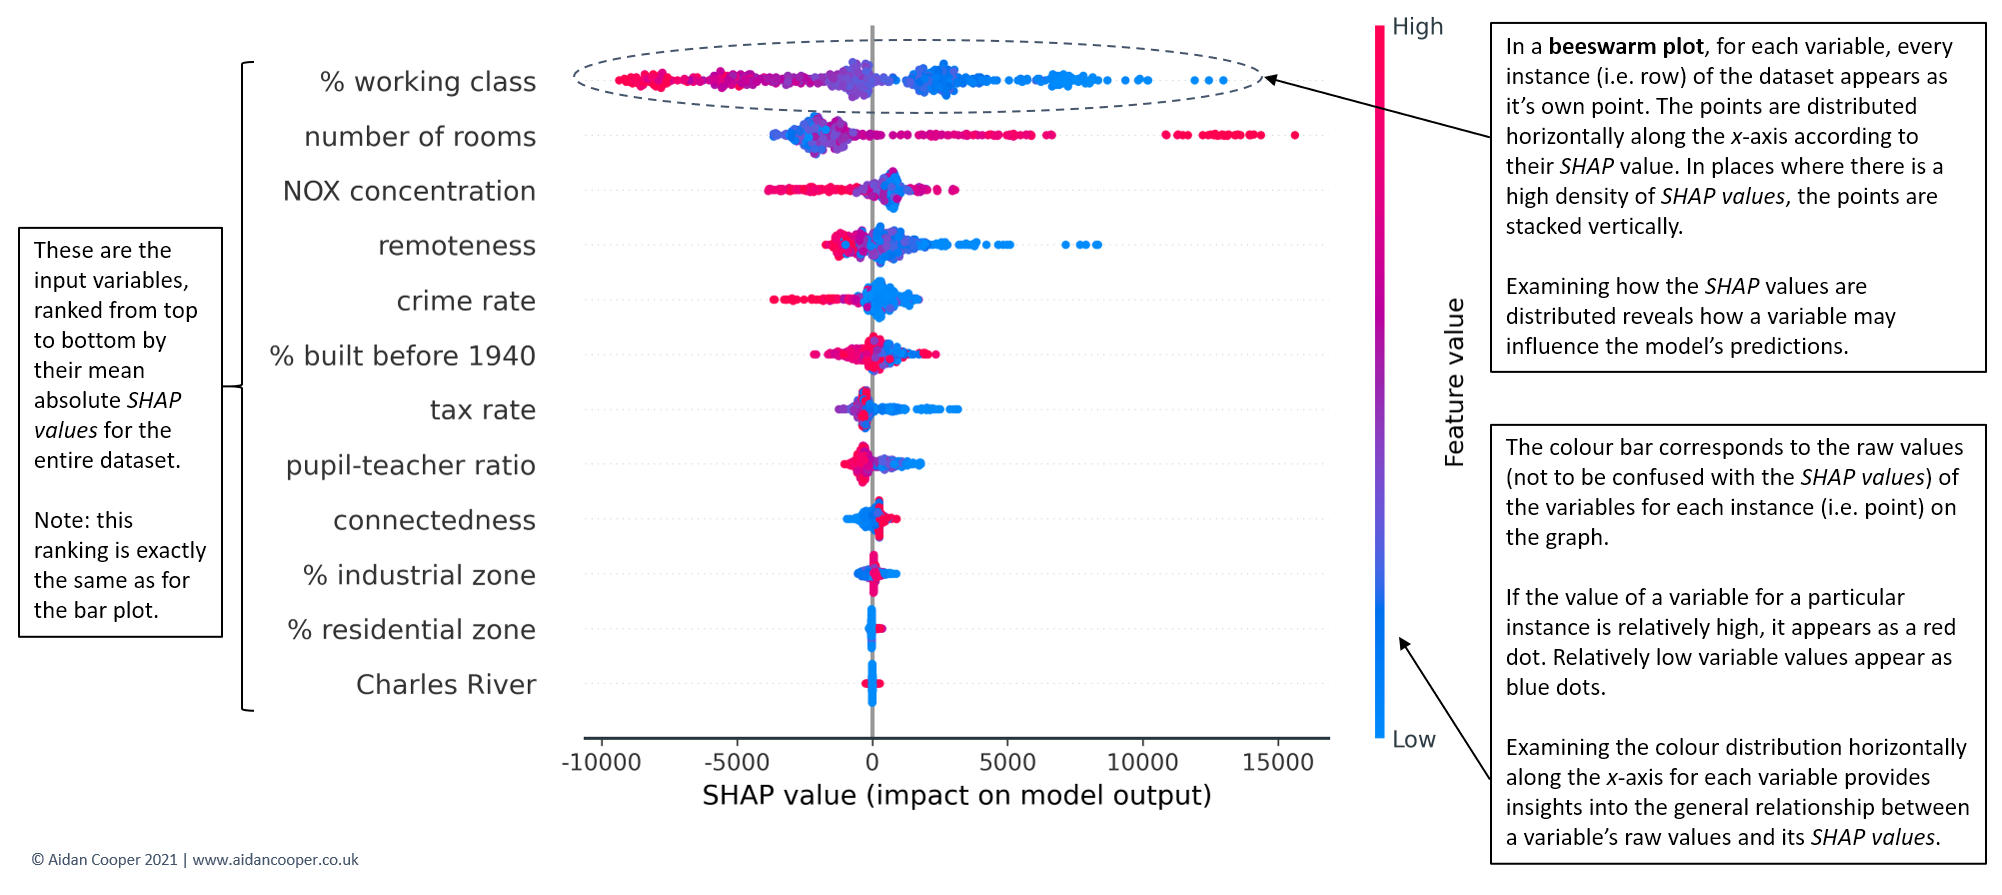 These are the
input variables,
ranked from top
to bottom by
their mean
absolute SHAP
values for the
entire dataset.
Note: this
ranking is exactly
the same as for
the bar plot.
% working class
number of rooms
NOX concentration
remoteness
crime rate
% built before 1940
tax rate
pupil-teacher ratio
connectedness
% industrial zone
% residential zone
Charles River
-10000
-5000
0
5000
10000
15000
SHAP value (impact on model output)
High
Feature value
Low
In a beeswarm plot, for each variable, every
instance (i.e. row) of the dataset appears as
it's own point. The points are distributed
horizontally along the x-axis according to
their SHAP value. In places where there is a
high density of SHAP values, the points are
stacked vertically.
Examining how the SHAP values are
distributed reveals how a variable may
influence the model's predictions.
The colour bar corresponds to the raw values
(not to be confused with the SHAP values) of
the variables for each instance (i.e. point) on
the graph.
If the value of a variable for a particular
instance is relatively high, it appears as a red
dot. Relatively low variable values appear as
blue dots.
Examining the colour distribution horizontally
along the x-axis for each variable provides
insights into the general relationship between
a variable's raw values and its SHAP values.
© Aidan Cooper 2021 | www.aidancooper.co.uk